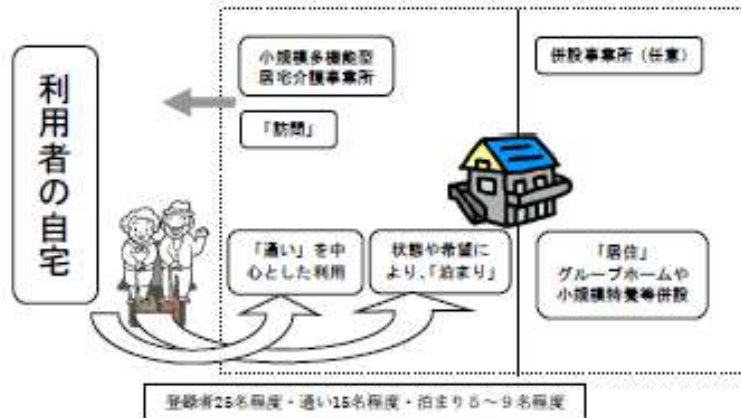 利用者の自宅
小規模多機能型
居宅介護事業所
「訪問」
併設事業所（任意）
「通い」を中
心とした利用
状態や希望に
より、「泊まり」
「居住」
グループホームや
小規模特養等併設
登録者25名程度・通い15名程度・泊まり5～9名程度